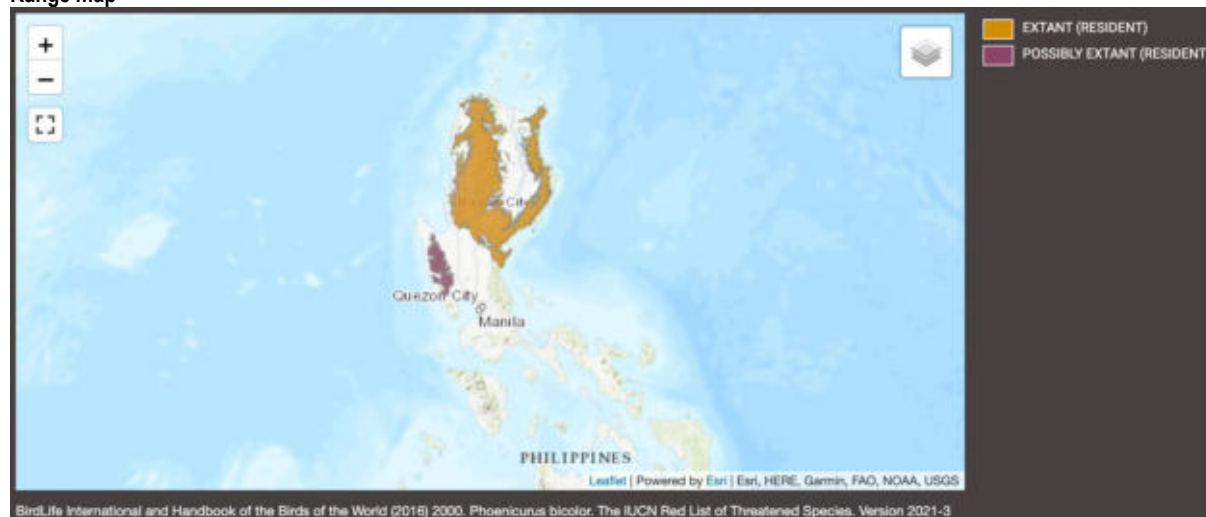 Range map
+
EXTANT (RESIDENT)
−
POSSIBLY EXTANT (RESIDENT
Quezon City
Manila
PHILIPPINES
Leaflet | Powered by Esri | Esri, HERE, Garmin, FAO, NOAA, USGS
BirdLife International and Handbook of the Birds of the World (2016) 2000. Phoenicurus bicolor. The IUCN Red List of Threatened Species. Version 2021-3